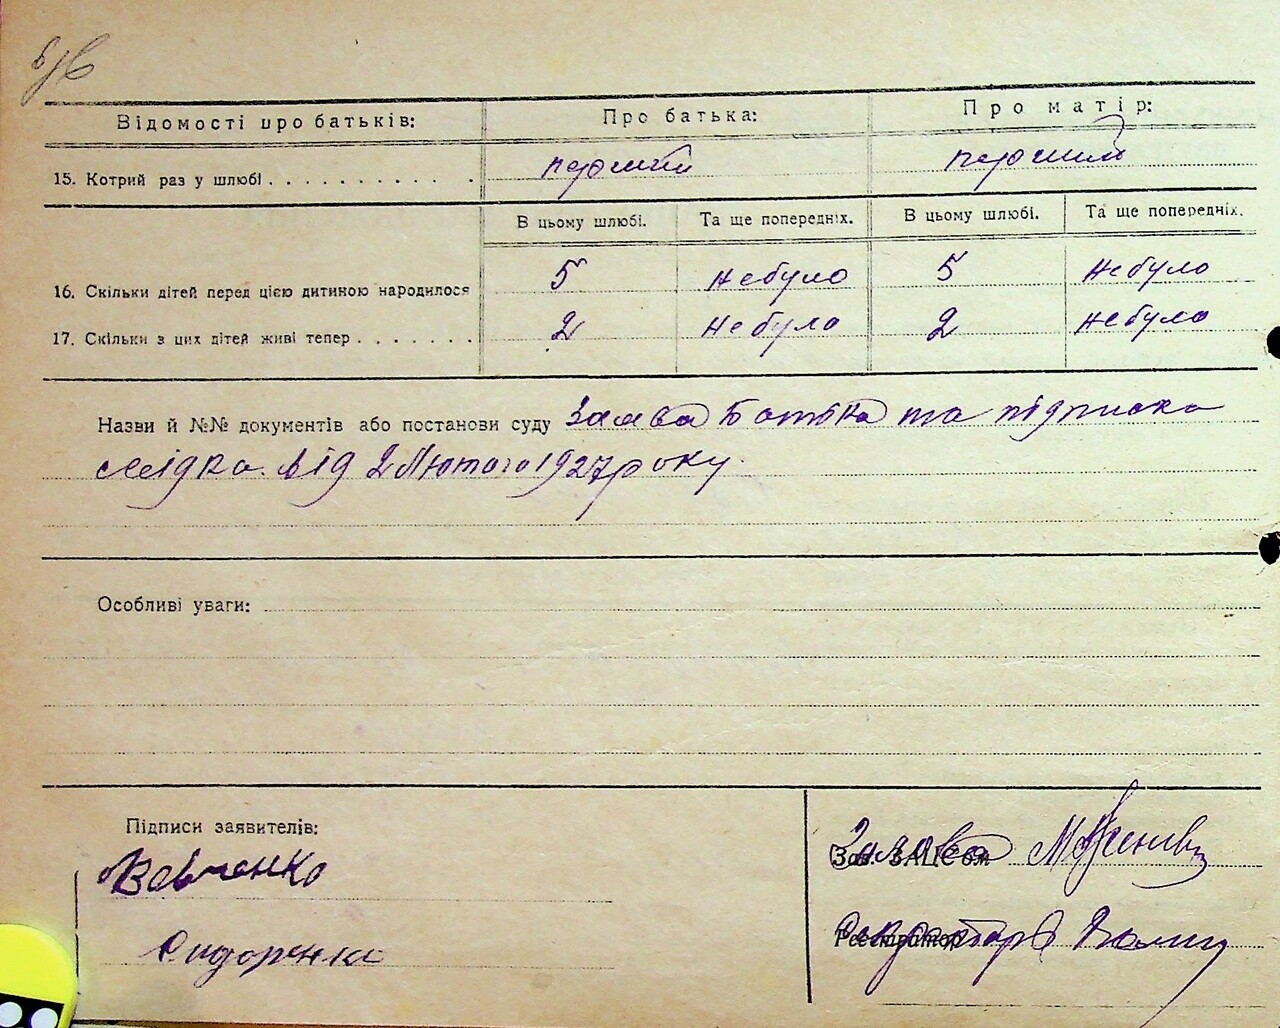 Відомості про батьків: Про батька: Про матір:
15. Котрий раз у шлюбі перший перший
В цьому шлюбі. Та ще попередніх. В цьому шлюбі. Та ще попередніх.
16. Скільки дітей перед цією дитиною народилося 5 небуло 5 небуло
17. Скільки з цих дітей живі тепер 2 небуло 2 небуло
Назви й №№ документів або постанови суду Заява Батька та підписка
свідка від 2 Лютого 1927 року.
Особливі уваги:
Підписи заявителів:
Зав. ЗАГСом
Голова
Вовченко
Реєстратор
Секретарь
Сидоренко